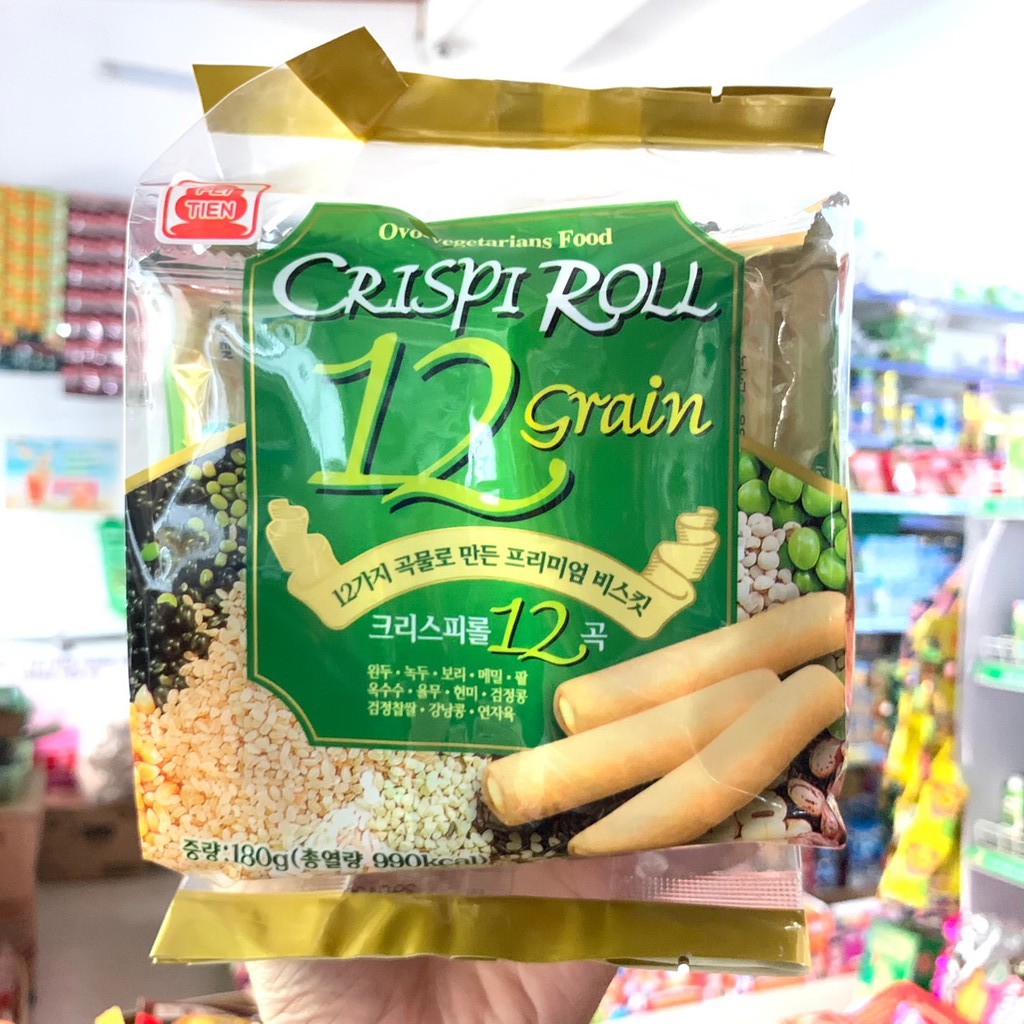 FEI
TIEN
Ovo-vegetarians Food
CRISPI ROLL
12 Grain
12가지 곡물로 만든 프리미엄 비스킷
크리스피롤 12 곡
완두 · 녹두 · 보리 · 메밀 · 팥
옥수수 · 율무 · 현미 · 검정콩
검정찹쌀 · 강낭콩 · 연자육
중량:180g(총열량 990kcal)